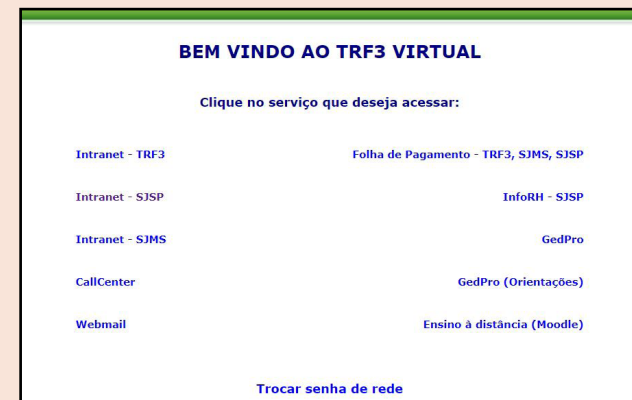 BEM VINDO AO TRF3 VIRTUAL
Clique no serviço que deseja acessar:
Intranet - TRF3
Folha de Pagamento - TRF3, SJMS, SJSP
Intranet - SJSP
InfoRH - SJSP
Intranet - SJMS
GedPro
CallCenter
GedPro (Orientações)
Webmail
Ensino à distância (Moodle)
Trocar senha de rede